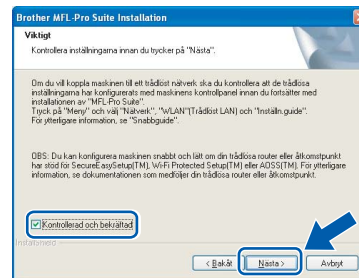 Brother MFL-Pro Suite Installation
Viktigt
Kontrollera inställningarna innan du trycker på "Nästa".
Om du vill koppla maskinen till ett trådlöst nätverk ska du kontrollera att de trådlösa
inställningarna har konfigurerats med maskinens kontrollpanel innan du fortsätter med
installationen av "MFL-Pro Suite".
Tryck på "Meny" och välj "Nätverk", "WLAN"(Trådlöst LAN) och "Inställn.guide".
För ytterligare information, se "Snabbguide".
OBS: Du kan konfigurera maskinen snabbt och lätt om din trådlösa router eller åtkomstpunkt
har stöd för SecureEasySetup(TM), Wi-Fi Protected Setup(TM) eller AOSS(TM). För ytterligare
information, se dokumentationen som medföljer din trådlösa router eller åtkomstpunkt.
Kontrollerad och bekräftad
InstallShield
< Bakåt Nästa > Avbryt